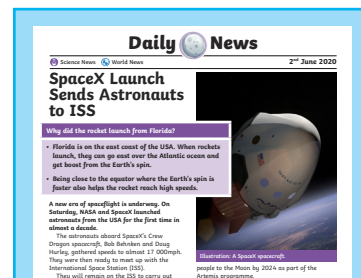 Daily News
Science News World News 2nd June 2020
SpaceX Launch
Sends Astronauts
to ISS
Why did the rocket launch from Florida?
• Florida is on the east coast of the USA. When rockets
launch, they can go east over the Atlantic ocean and
get boost from the Earth's spin.
• Being close to the equator where the Earth's spin is
faster also helps the rocket reach high speeds.
A new era of spaceflight is underway. On
Saturday, NASA and SpaceX launched
astronauts from the USA for the first time in
almost a decade.
The astronauts aboard SpaceX's Crew
Dragon spacecraft, Bob Behnken and Doug
Hurley, gathered speeds to almost 17 000mph.
They were then ready to meet up with the
International Space Station (ISS).
They will remain on the ISS to carry out
Illustration: A SpaceX spacecraft.
people to the Moon by 2024 as part of the
Artemis programme.